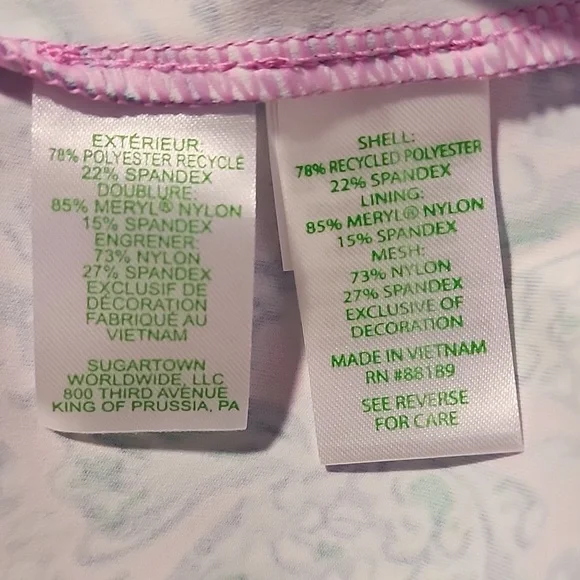 EXTÉRIEUR:
78% POLYESTER RECYCLÉ
22% SPANDEX
DOUBLURE:
85% MERYL® NYLON
15% SPANDEX
ENGRENER:
73% NYLON
27% SPANDEX
EXCLUSIF DE
DÉCORATION
FABRIQUÉ AU
VIETNAM
SUGARTOWN
WORLDWIDE, LLC
800 THIRD AVENUE
KING OF PRUSSIA, PA
SHELL:
78% RECYCLED POLYESTER
22% SPANDEX
LINING:
85% MERYL® NYLON
15% SPANDEX
MESH:
73% NYLON
27% SPANDEX
EXCLUSIVE OF
DECORATION
MADE IN VIETNAM
RN #88189
SEE REVERSE
FOR CARE